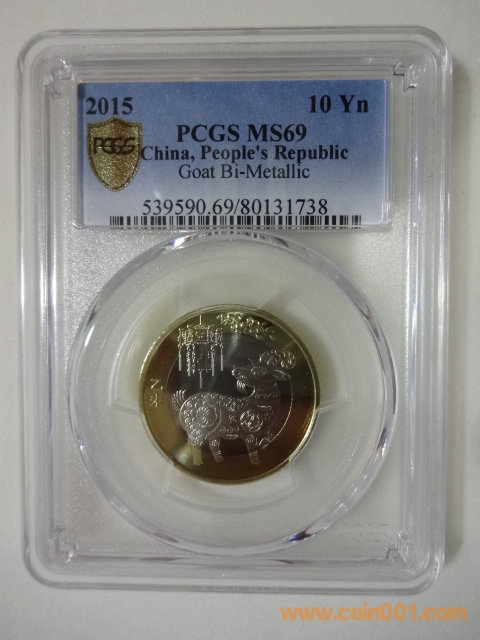 2015 10 Yn
PCGS
PCGS MS69
China, People's Republic
Goat Bi-Metallic
539590.69/80131738
www.coin001.com